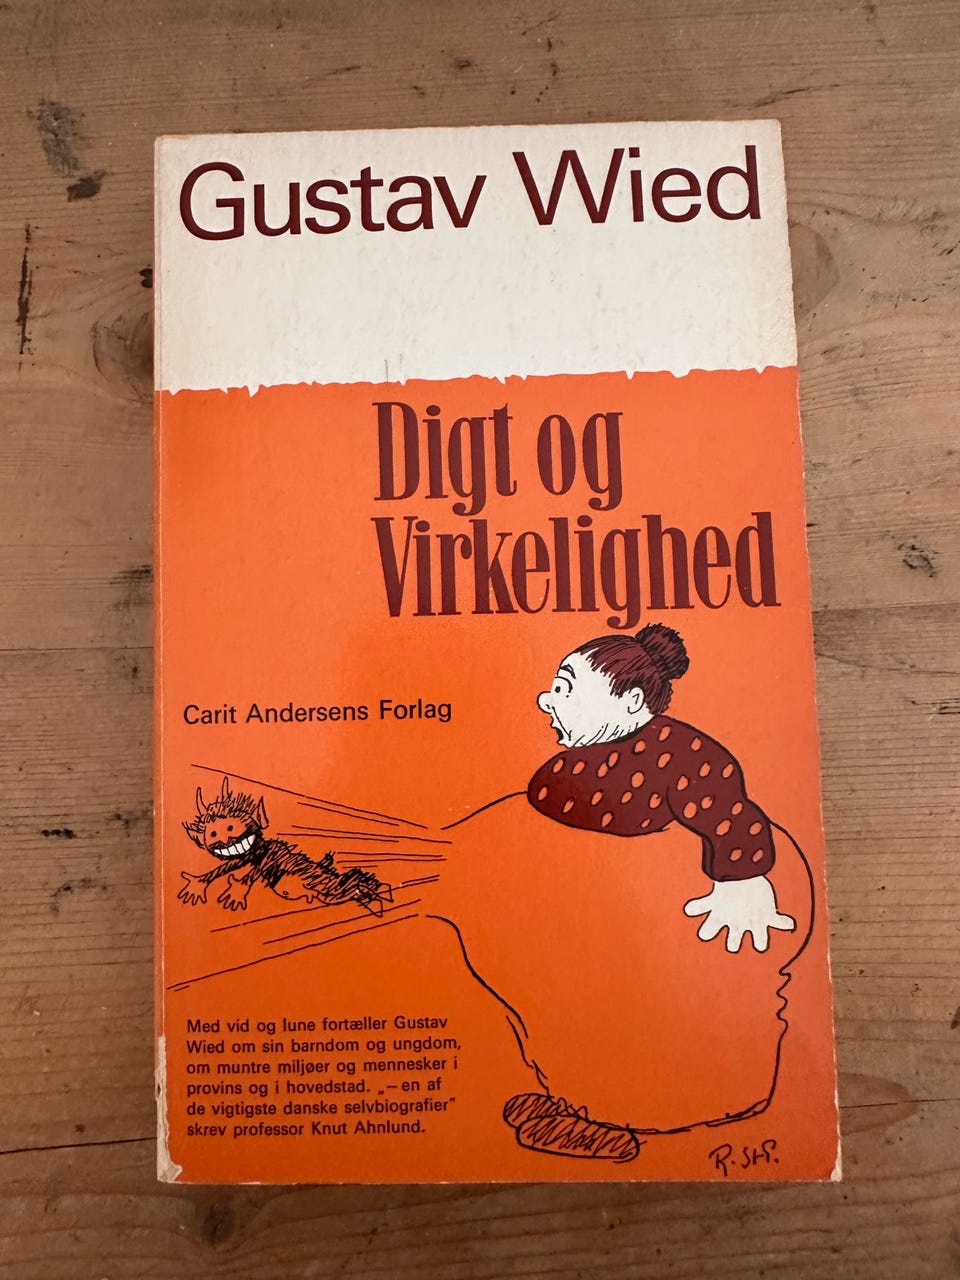 Gustav Wied
Digt og
Virkelighed
Carit Andersens Forlag
Med vid og lune fortæller Gustav
Wied om sin barndom og ungdom,
om muntre miljøer og mennesker i
provins og i hovedstad. „—en af
de vigtigste danske selvbiografier”
skrev professor Knut Ahnlund.